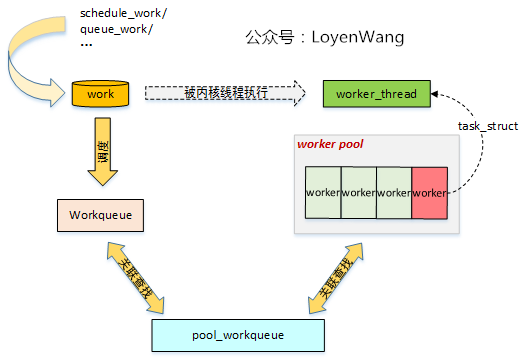 schedule_work/
queue_work/
...
公众号：LoyenWang
work
被内核线程执行
worker_thread
task_struct
调度
worker pool
worker worker worker worker
Workqueue
关联查找
关联查找
pool_workqueue